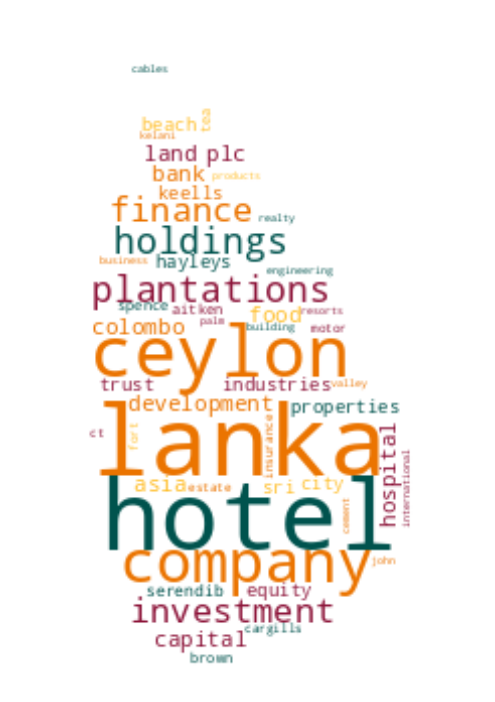 cables
beach
tea
kelani
land plc
bank
products
keells
finance
realty
holdings
business
hayleys
engineering
plantations
spence
aitken
food
resorts
colombo
palm
building
motor
ceylon
trust
industries
valley
development
properties
lanka
ct
fort
insurance
hospital
international
asia
estate
sri
city
hotel
cement
company
john
serendib
equity
investment
cargills
capital
brown